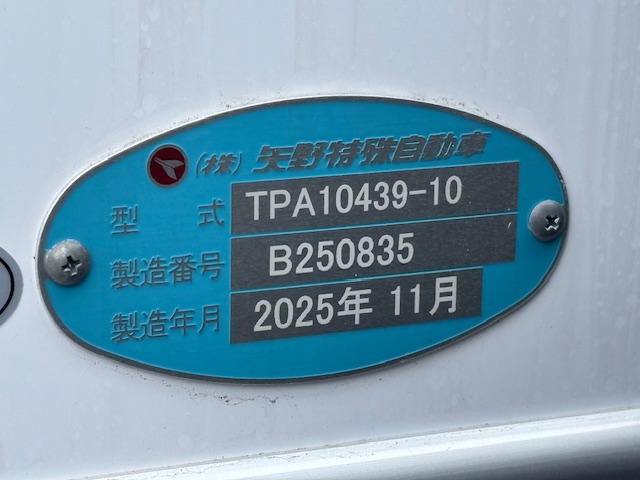 (株) 矢野特殊自動車
型 式 TPA10439-10
製造番号 B250835
製造年月 2025年 11月